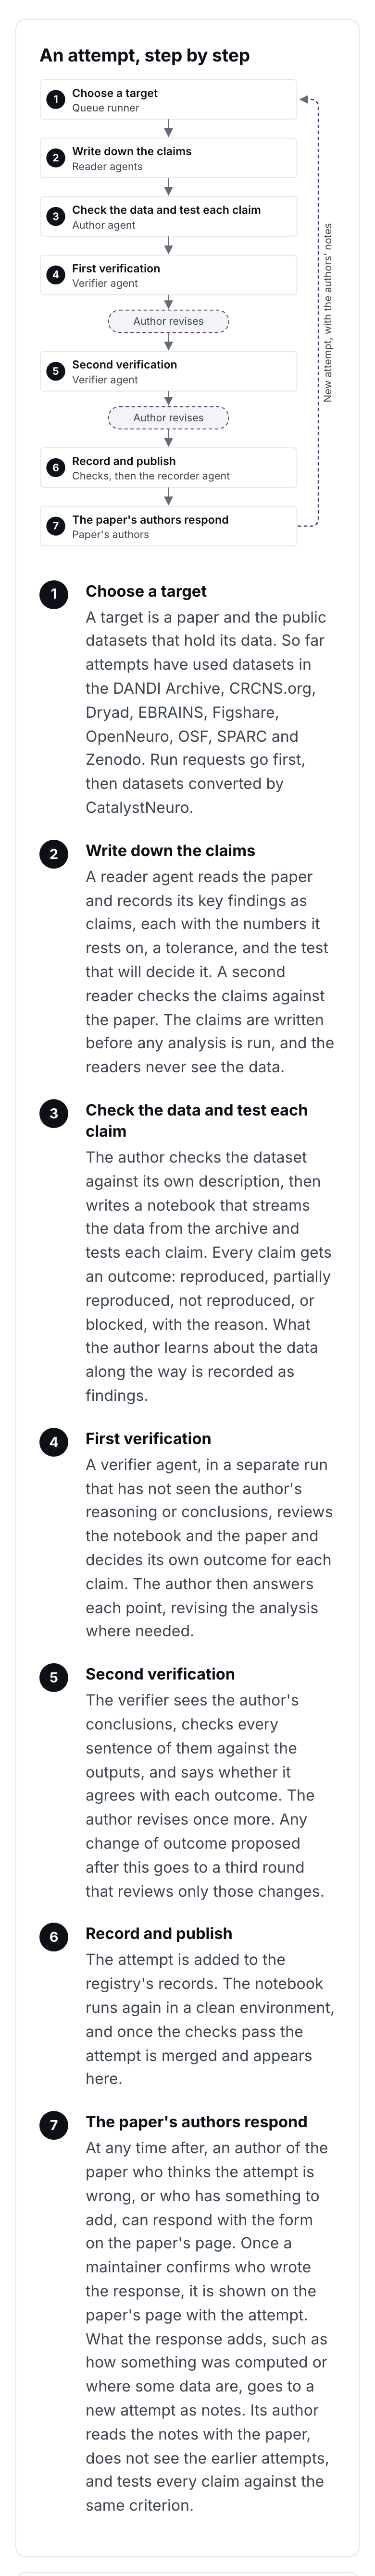 An attempt, step by step
1
Choose a target
Queue runner
2
Write down the claims
Reader agents
3
Check the data and test each claim
Author agent
4
First verification
Verifier agent
Author revises
5
Second verification
Verifier agent
Author revises
6
Record and publish
Checks, then the recorder agent
7
The paper's authors respond
Paper's authors
New attempt, with the authors' notes
1
Choose a target
A target is a paper and the public
datasets that hold its data. So far
attempts have used datasets in
the DANDI Archive, CRCNS.org,
Dryad, EBRAINS, Figshare,
OpenNeuro, OSF, SPARC and
Zenodo. Run requests go first,
then datasets converted by
CatalystNeuro.
2
Write down the claims
A reader agent reads the paper
and records its key findings as
claims, each with the numbers it
rests on, a tolerance, and the test
that will decide it. A second
reader checks the claims against
the paper. The claims are written
before any analysis is run, and the
readers never see the data.
3
Check the data and test each
claim
The author checks the dataset
against its own description, then
writes a notebook that streams
the data from the archive and
tests each claim. Every claim gets
an outcome: reproduced, partially
reproduced, not reproduced, or
blocked, with the reason. What
the author learns about the data
along the way is recorded as
findings.
4
First verification
A verifier agent, in a separate run
that has not seen the author's
reasoning or conclusions, reviews
the notebook and the paper and
decides its own outcome for each
claim. The author then answers
each point, revising the analysis
where needed.
5
Second verification
The verifier sees the author's
conclusions, checks every
sentence of them against the
outputs, and says whether it
agrees with each outcome. The
author revises once more. Any
change of outcome proposed
after this goes to a third round
that reviews only those changes.
6
Record and publish
The attempt is added to the
registry's records. The notebook
runs again in a clean environment,
and once the checks pass the
attempt is merged and appears
here.
7
The paper's authors respond
At any time after, an author of the
paper who thinks the attempt is
wrong, or who has something to
add, can respond with the form
on the paper's page. Once a
maintainer confirms who wrote
the response, it is shown on the
paper's page with the attempt.
What the response adds, such as
how something was computed or
where some data are, goes to a
new attempt as notes. Its author
reads the notes with the paper,
does not see the earlier attempts,
and tests every claim against the
same criterion.